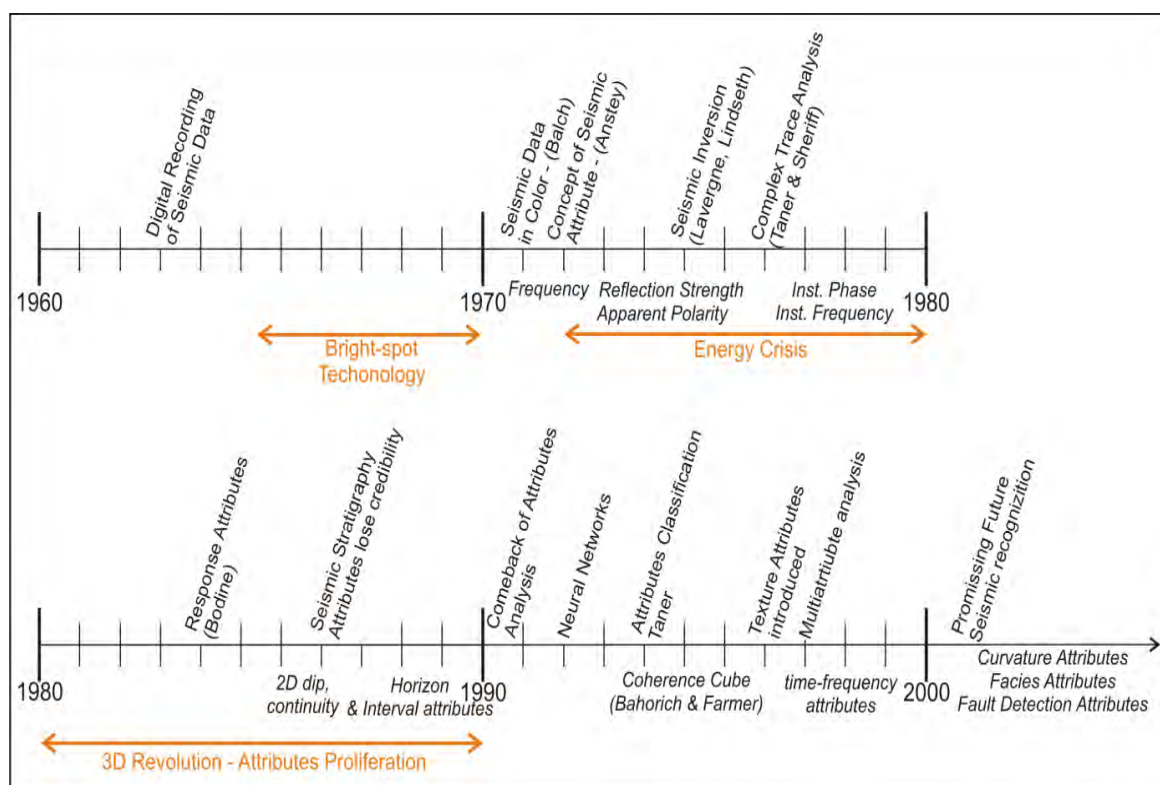 Digital Recording
of Seismic Data
Seismic Data
in Color - (Balch)
Concept of Seismic
Attribute - (Anstey)
Seismic Inversion
(Lavergne, Lindseth)
Complex Trace Analysis
(Taner & Sheriff)
1960
1970
1980
Frequency
Reflection Strength
Apparent Polarity
Inst. Phase
Inst. Frequency
Bright-spot
Techonology
Energy Crisis
Response Attributes
(Bodine)
Seismic Stratigraphy
Attributes lose credibility
Comeback of Attributes
Analysis
Neural Networks
Attributes Classification
Taner
Texture Attributes
introduced
Multiatrtiubte analysis
Promissing Future
Seismic recognizition
1980
1990
2000
2D dip,
continuity
Horizon
& Interval attributes
Coherence Cube
(Bahorich & Farmer)
time-frequency
attributes
Curvature Attributes
Facies Attributes
Fault Detection Attributes
3D Revolution - Attributes Proliferation